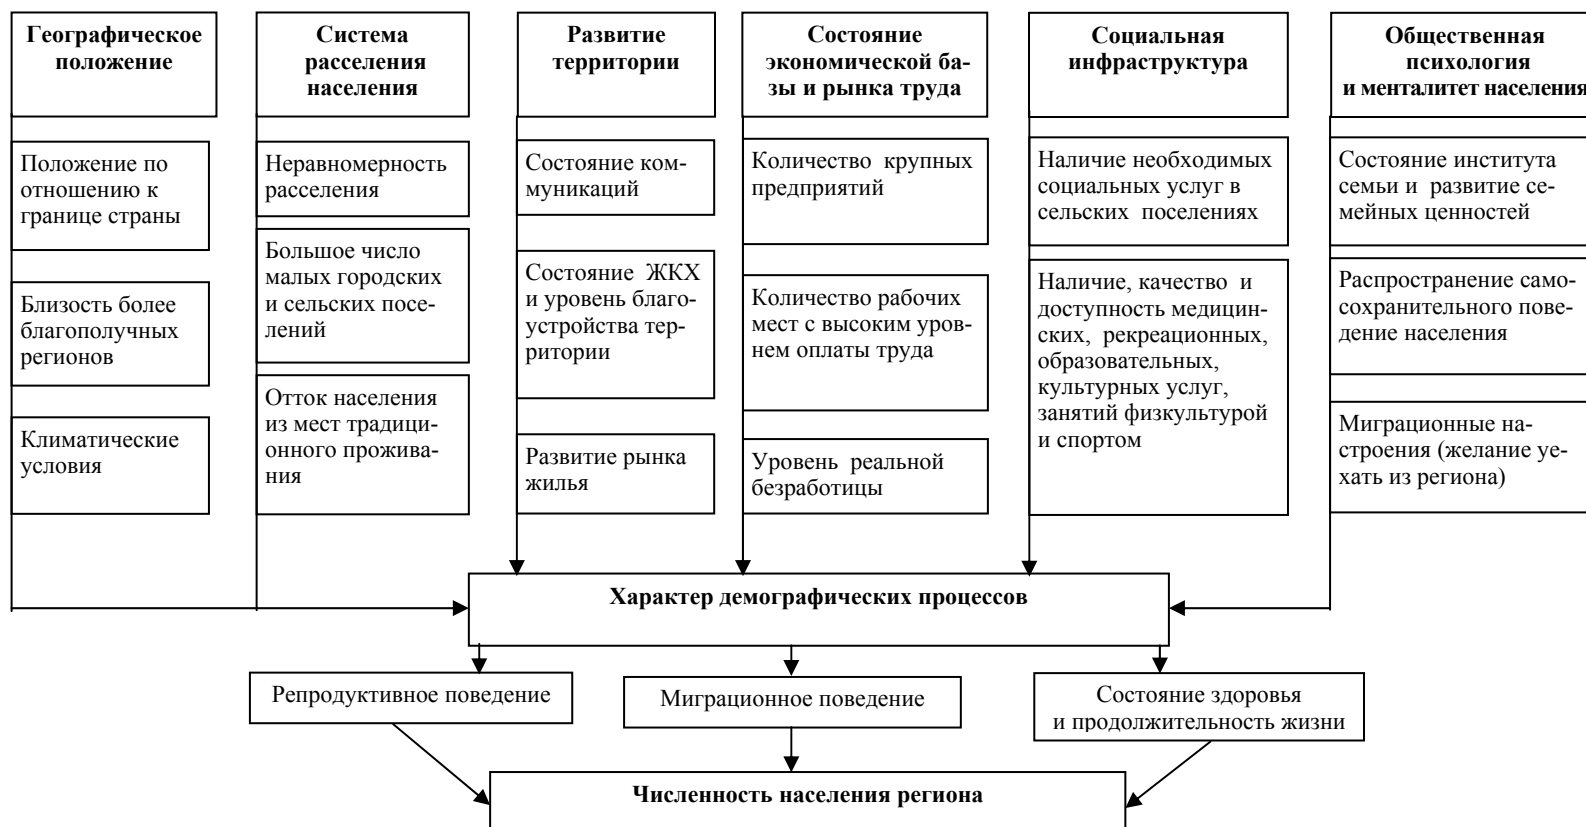 Географическое
положение
Система
расселения
населения
Развитие
территории
Состояние
экономической ба-
зы и рынка труда
Социальная
инфраструктура
Общественная
психология
и менталитет населения
Положение по
отношению к
границе страны
Близость более
благополучных
регионов
Климатические
условия
Неравномерность
расселения
Большое число
малых городских
и сельских посе-
лений
Отток населения
из мест традици-
онного прожива-
ния
Состояние ком-
муникаций
Состояние ЖКХ
и уровень благо-
устройства тер-
ритории
Развитие рынка
жилья
Количество крупных
предприятий
Количество рабочих
мест с высоким уров-
нем оплаты труда
Уровень реальной
безработицы
Наличие необходимых
социальных услуг в
сельских поселениях
Наличие, качество и
доступность медицин-
ских, рекреационных,
образовательных,
культурных услуг,
занятий физкультурой
и спортом
Состояние института
семьи и развитие се-
мейных ценностей
Распространение само-
сохранительного пове-
дение населения
Миграционные на-
строения (желание уе-
хать из региона)
Характер демографических процессов
Репродуктивное поведение
Миграционное поведение
Состояние здоровья
и продолжительность жизни
Численность населения региона